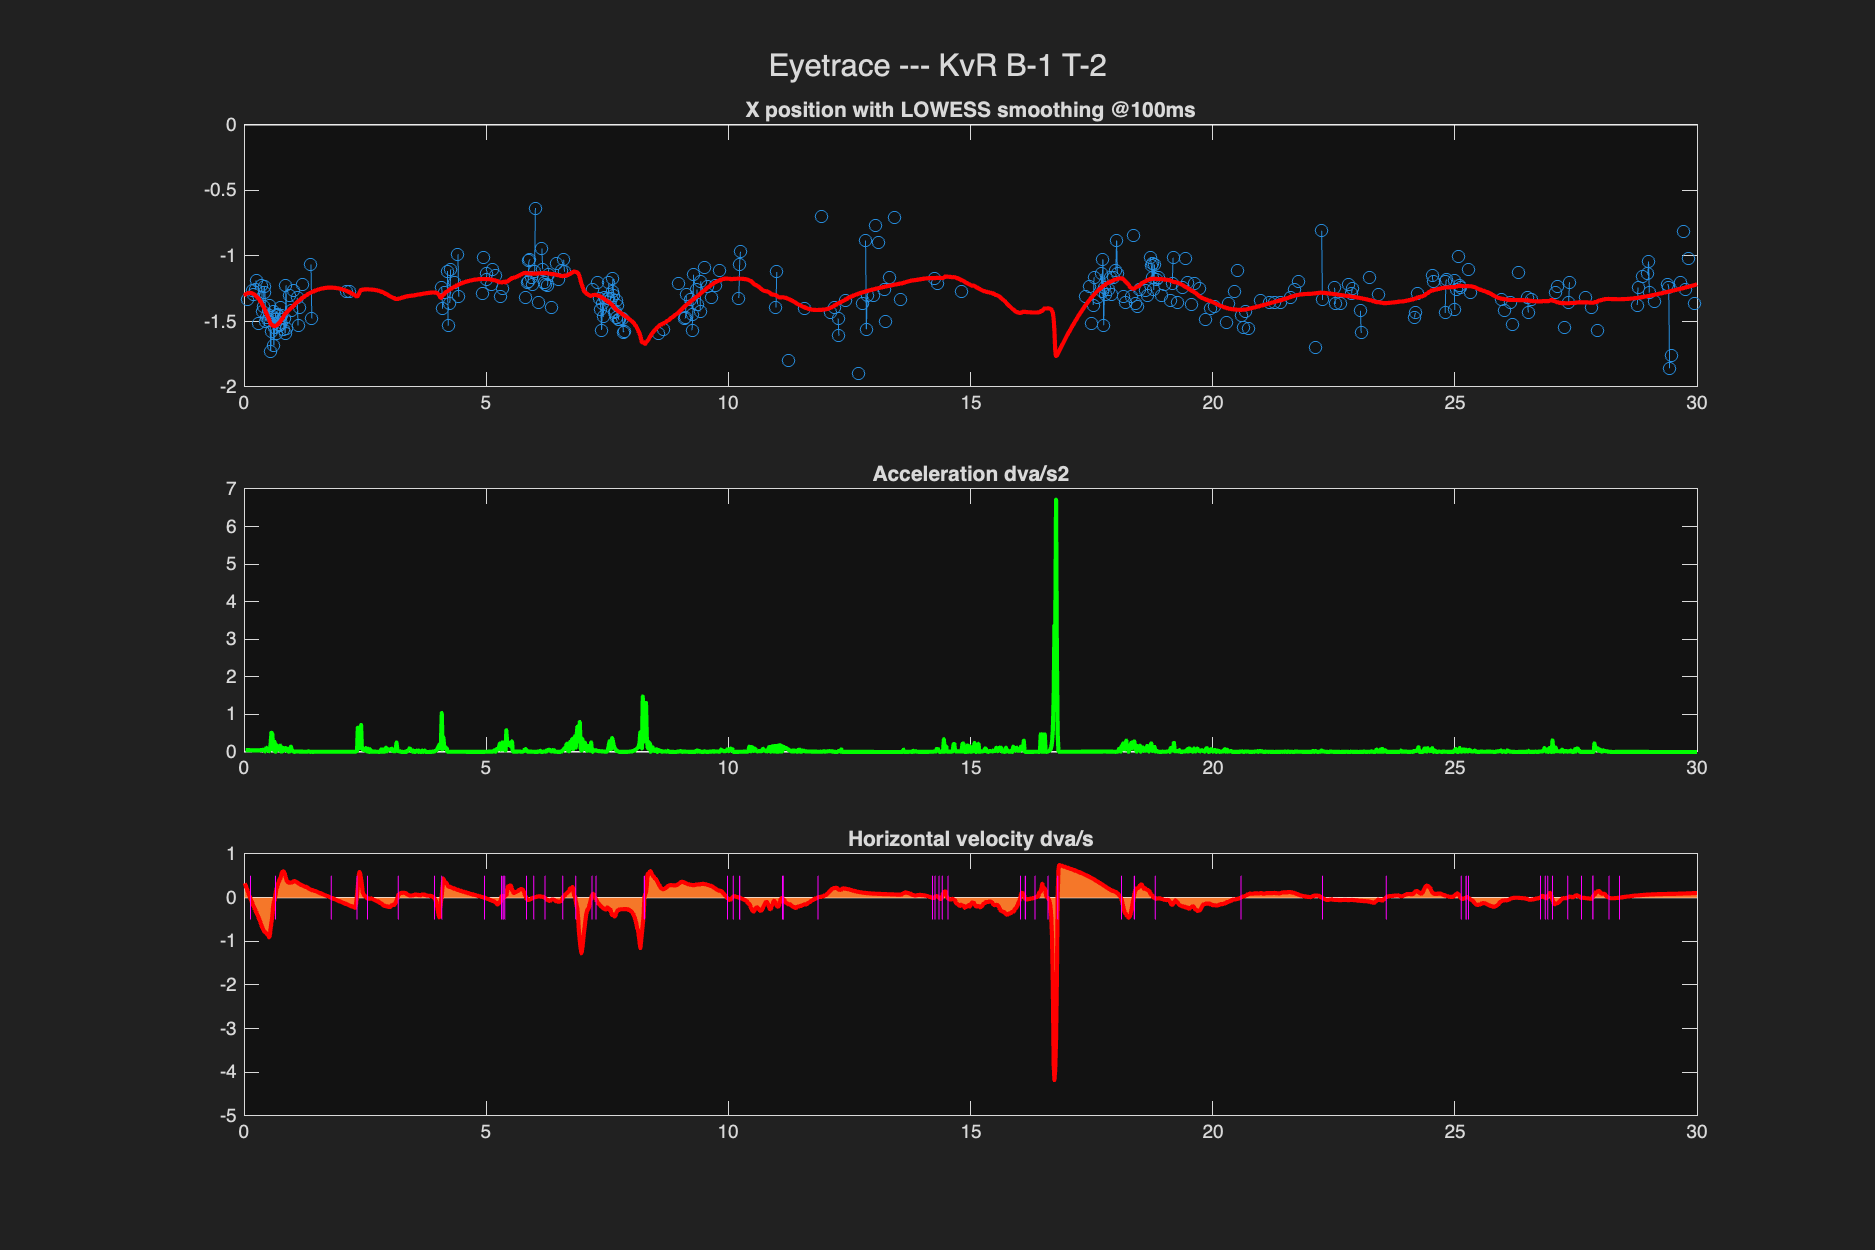 Eyetrace --- KvR B-1 T-2
X position with LOWESS smoothing @100ms
0
-0.5
-1
-1.5
-2
0 5 10 15 20 25 30
Acceleration dva/s2
7
6
5
4
3
2
1
0
0 5 10 15 20 25 30
Horizontal velocity dva/s
1
0
-1
-2
-3
-4
-5
0 5 10 15 20 25 30